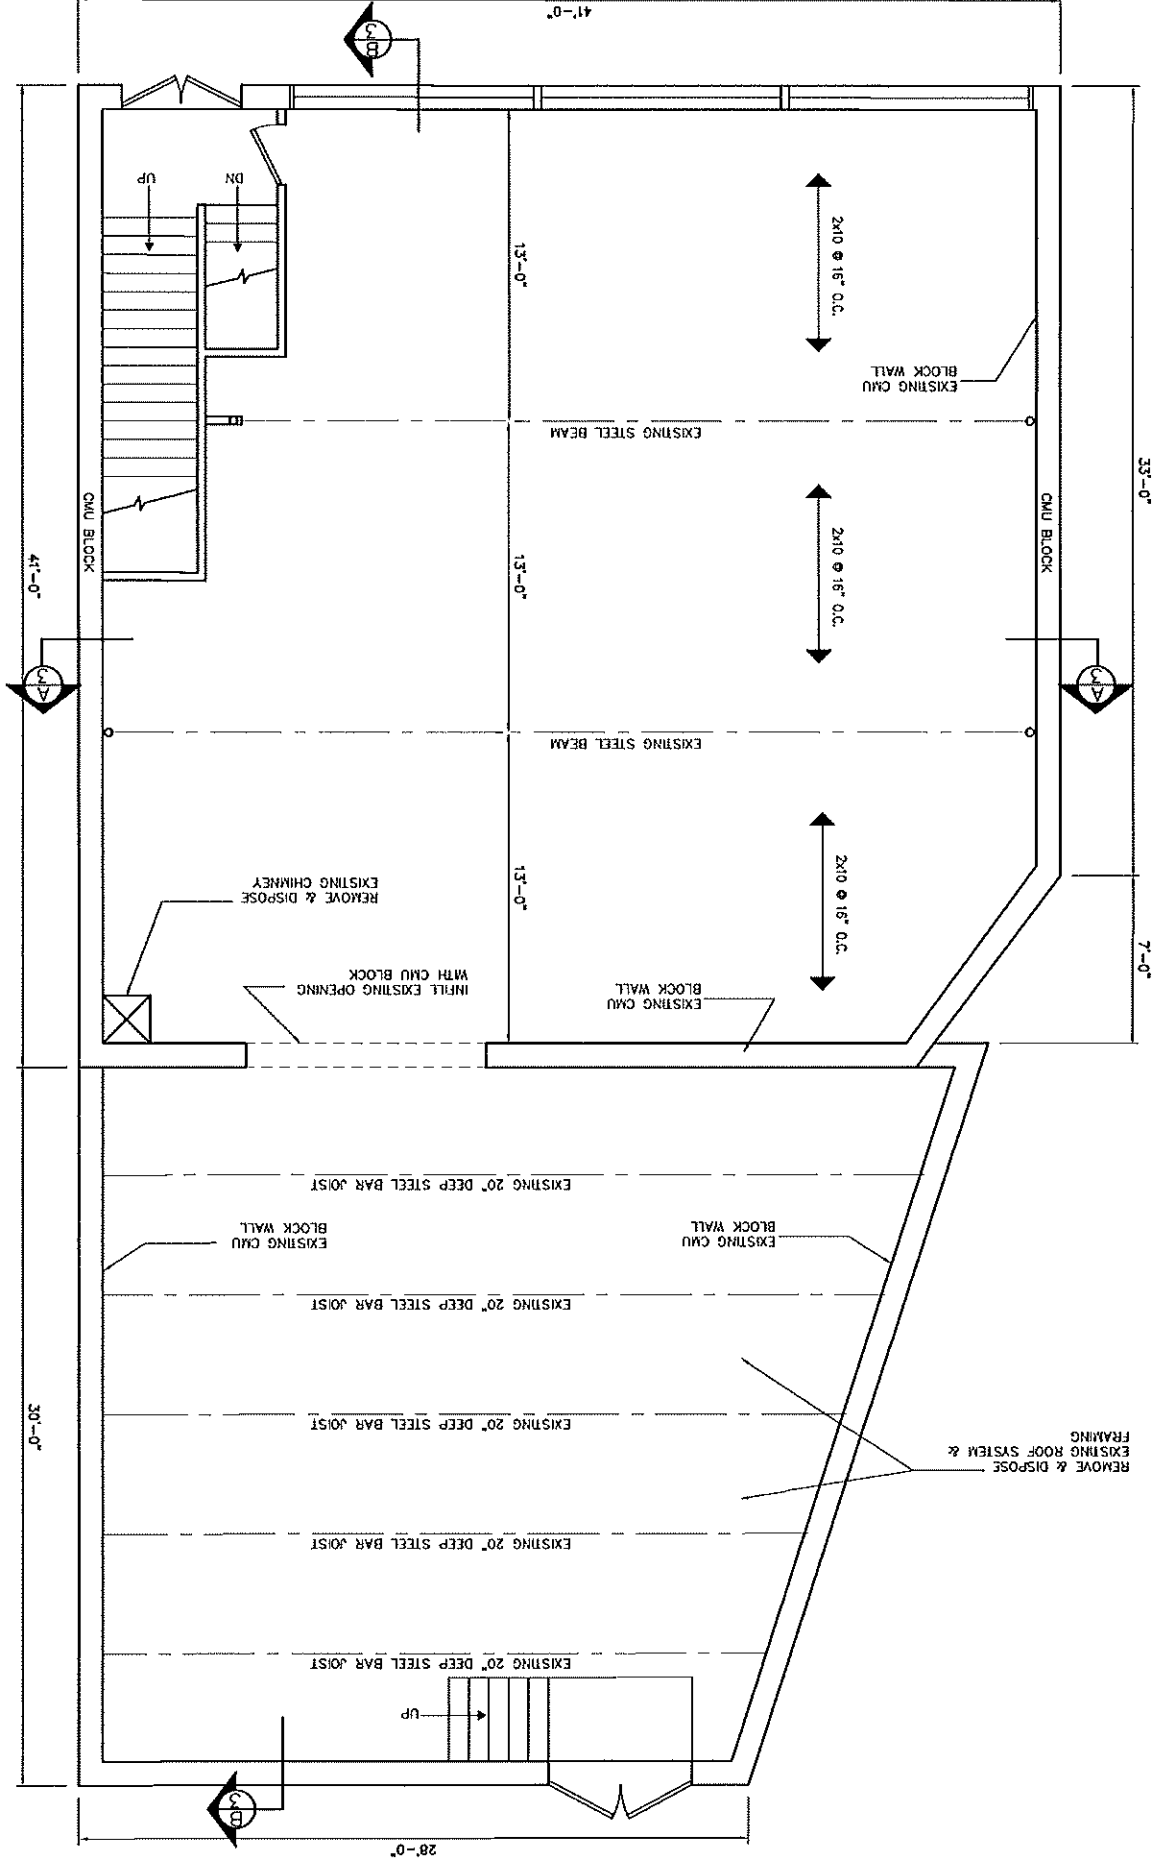 28'-0"
B
3
UP
EXISTING 20" DEEP STEEL BAR JOIST
EXISTING 20" DEEP STEEL BAR JOIST
REMOVE & DISPOSE
EXISTING ROOF SYSTEM &
FRAMING
30'-0"
EXISTING 20" DEEP STEEL BAR JOIST
EXISTING 20" DEEP STEEL BAR JOIST
EXISTING CMU
BLOCK WALL
EXISTING CMU
BLOCK WALL
EXISTING 20" DEEP STEEL BAR JOIST
EXISTING CMU
BLOCK WALL
INFILL EXISTING OPENING
WITH CMU BLOCK
7'-0"
2x10 @ 16" O.C.
13'-0"
REMOVE & DISPOSE
EXISTING CHIMNEY
EXISTING STEEL BEAM
A
3
A
3
41'-0"
CMU BLOCK
2x10 @ 16" O.C.
13'-0"
CMU BLOCK
33'-0"
EXISTING STEEL BEAM
EXISTING CMU
BLOCK WALL
2x10 @ 16" O.C.
13'-0"
DN
UP
B
3
41'-0"